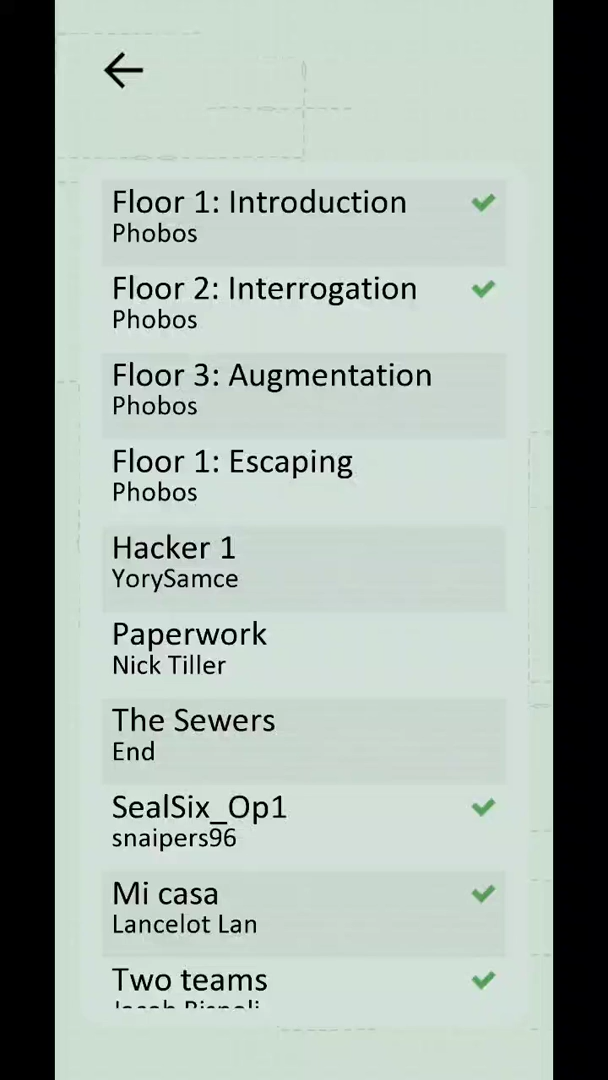 Floor 1: Introduction
Phobos
Floor 2: Interrogation
Phobos
Floor 3: Augmentation
Phobos
Floor 1: Escaping
Phobos
Hacker 1
YorySamce
Paperwork
Nick Tiller
The Sewers
End
SealSix_Op1
snaipers96
Mi casa
Lancelot Lan
Two teams
Jacob